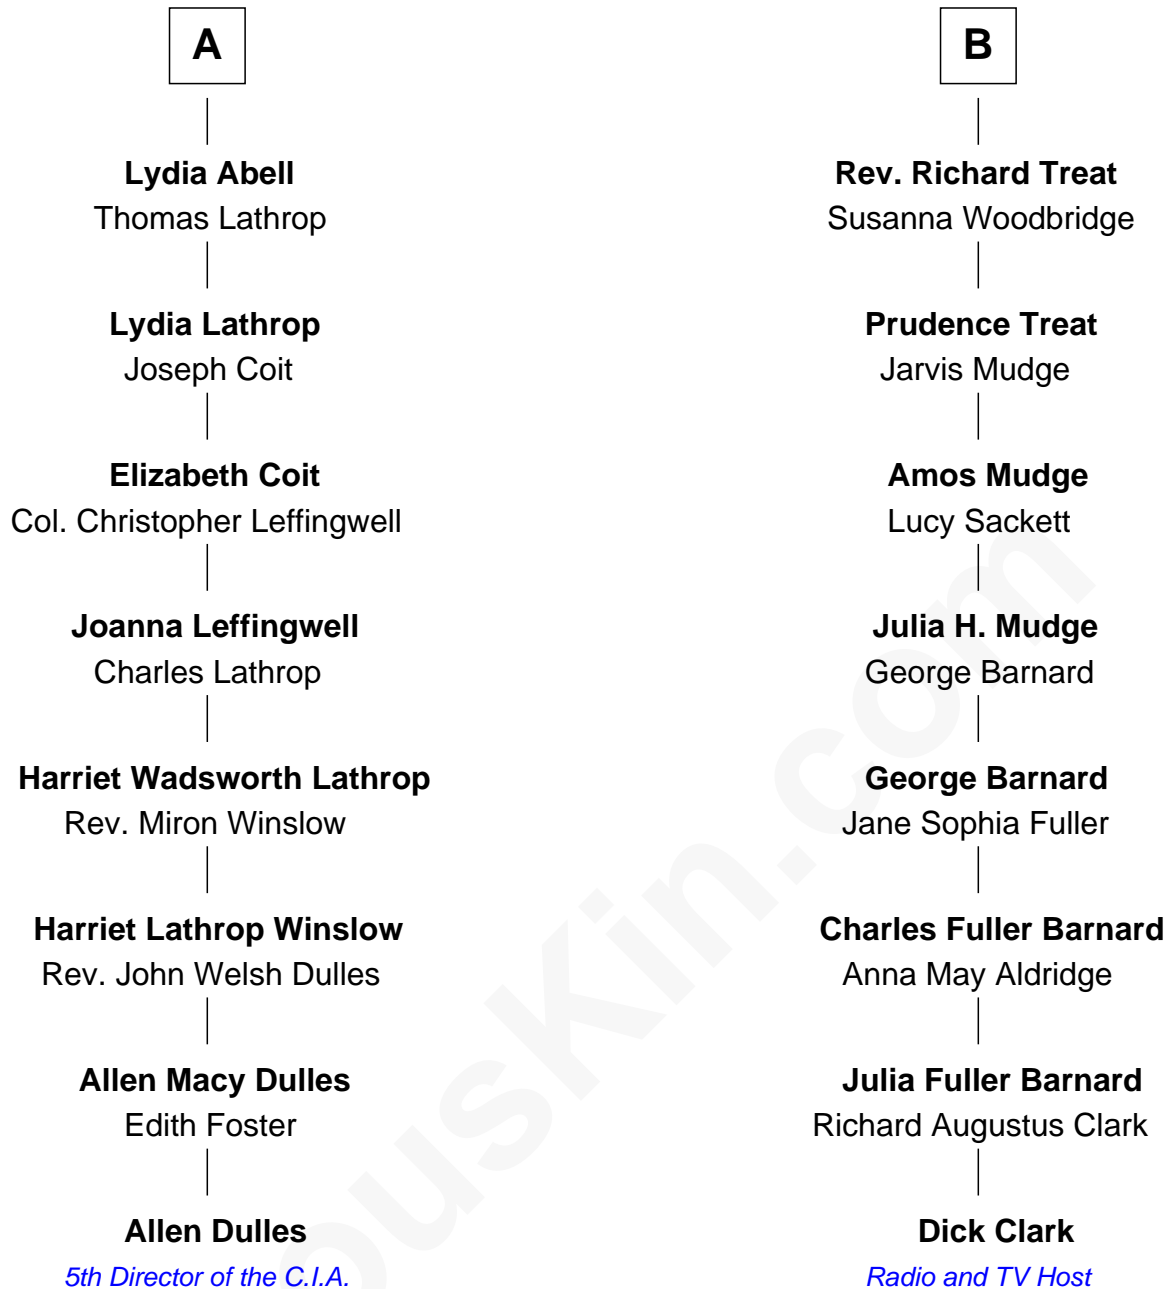 A
Lydia Abell
Thomas Lathrop
Lydia Lathrop
Joseph Coit
Elizabeth Coit
Col. Christopher Leffingwell
Joanna Leffingwell
Charles Lathrop
Harriet Wadsworth Lathrop
Rev. Miron Winslow
Harriet Lathrop Winslow
Rev. John Welsh Dulles
Allen Macy Dulles
Edith Foster
Allen Dulles
5th Director of the C.I.A.
B
Rev. Richard Treat
Susanna Woodbridge
Prudence Treat
Jarvis Mudge
Amos Mudge
Lucy Sackett
Julia H. Mudge
George Barnard
George Barnard
Jane Sophia Fuller
Charles Fuller Barnard
Anna May Aldridge
Julia Fuller Barnard
Richard Augustus Clark
Dick Clark
Radio and TV Host
ousKin.com